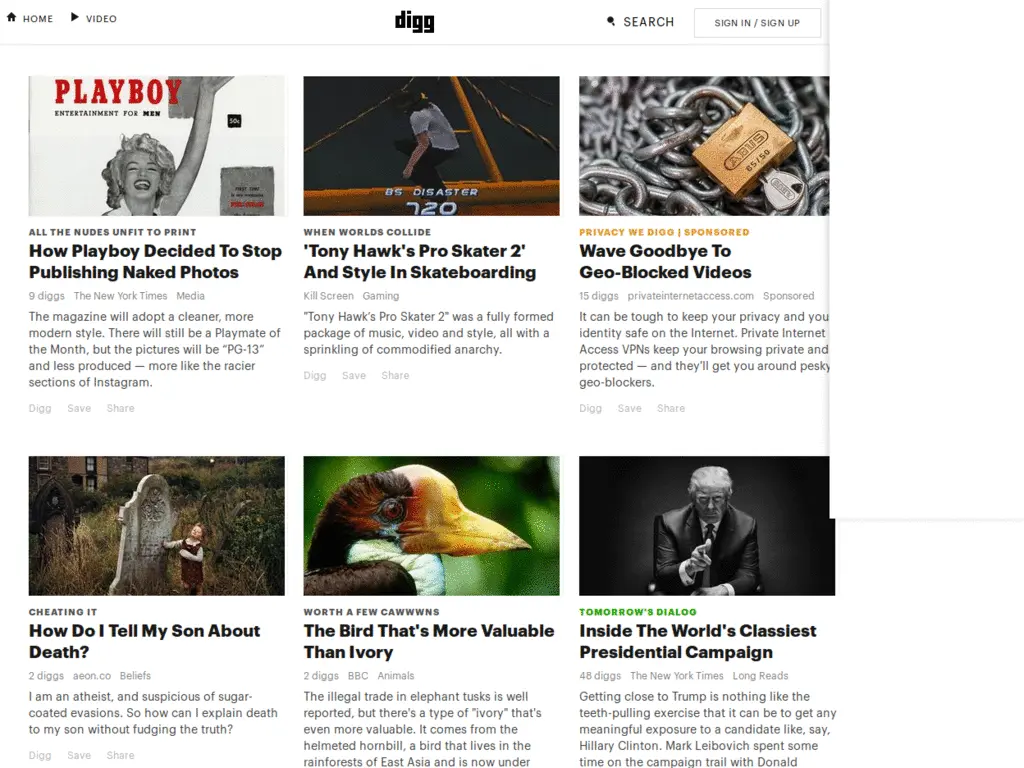 HOME
VIDEO
digg
SEARCH
SIGN IN / SIGN UP
PLAYBOY
ENTERTAINMENT FOR MEN
50c
ALL THE NUDES UNFIT TO PRINT
How Playboy Decided To Stop
Publishing Naked Photos
9 diggs The New York Times Media
The magazine will adopt a cleaner, more
modern style. There will still be a Playmate of
the Month, but the pictures will be “PG-13”
and less produced — more like the racier
sections of Instagram.
Digg Save Share
BS DISASTER
720
WHEN WORLDS COLLIDE
'Tony Hawk's Pro Skater 2'
And Style In Skateboarding
Kill Screen Gaming
"Tony Hawk’s Pro Skater 2" was a fully formed
package of music, video and style, all with a
sprinkling of commodified anarchy.
Digg Save Share
ABUS
85/50
PRIVACY WE DIGG | SPONSORED
Wave Goodbye To
Geo-Blocked Videos
15 diggs privateinternetaccess.com Sponsored
It can be tough to keep your privacy and you
identity safe on the Internet. Private Internet
Access VPNs keep your browsing private and
protected — and they’ll get you around pesky
geo-blockers.
Digg Save Share
CHEATING IT
How Do I Tell My Son About
Death?
2 diggs aeon.co Beliefs
I am an atheist, and suspicious of sugar-
coated evasions. So how can I explain death
to my son without fudging the truth?
Digg Save Share
WORTH A FEW CAWWWNS
The Bird That's More Valuable
Than Ivory
2 diggs BBC Animals
The illegal trade in elephant tusks is well
reported, but there's a type of "ivory" that's
even more valuable. It comes from the
helmeted hornbill, a bird that lives in the
rainforests of East Asia and is now under
TOMORROW'S DIALOG
Inside The World's Classiest
Presidential Campaign
48 diggs The New York Times Long Reads
Getting close to Trump is nothing like the
teeth-pulling exercise that it can be to get any
meaningful exposure to a candidate like, say,
Hillary Clinton. Mark Leibovich spent some
time on the campaign trail with Donald